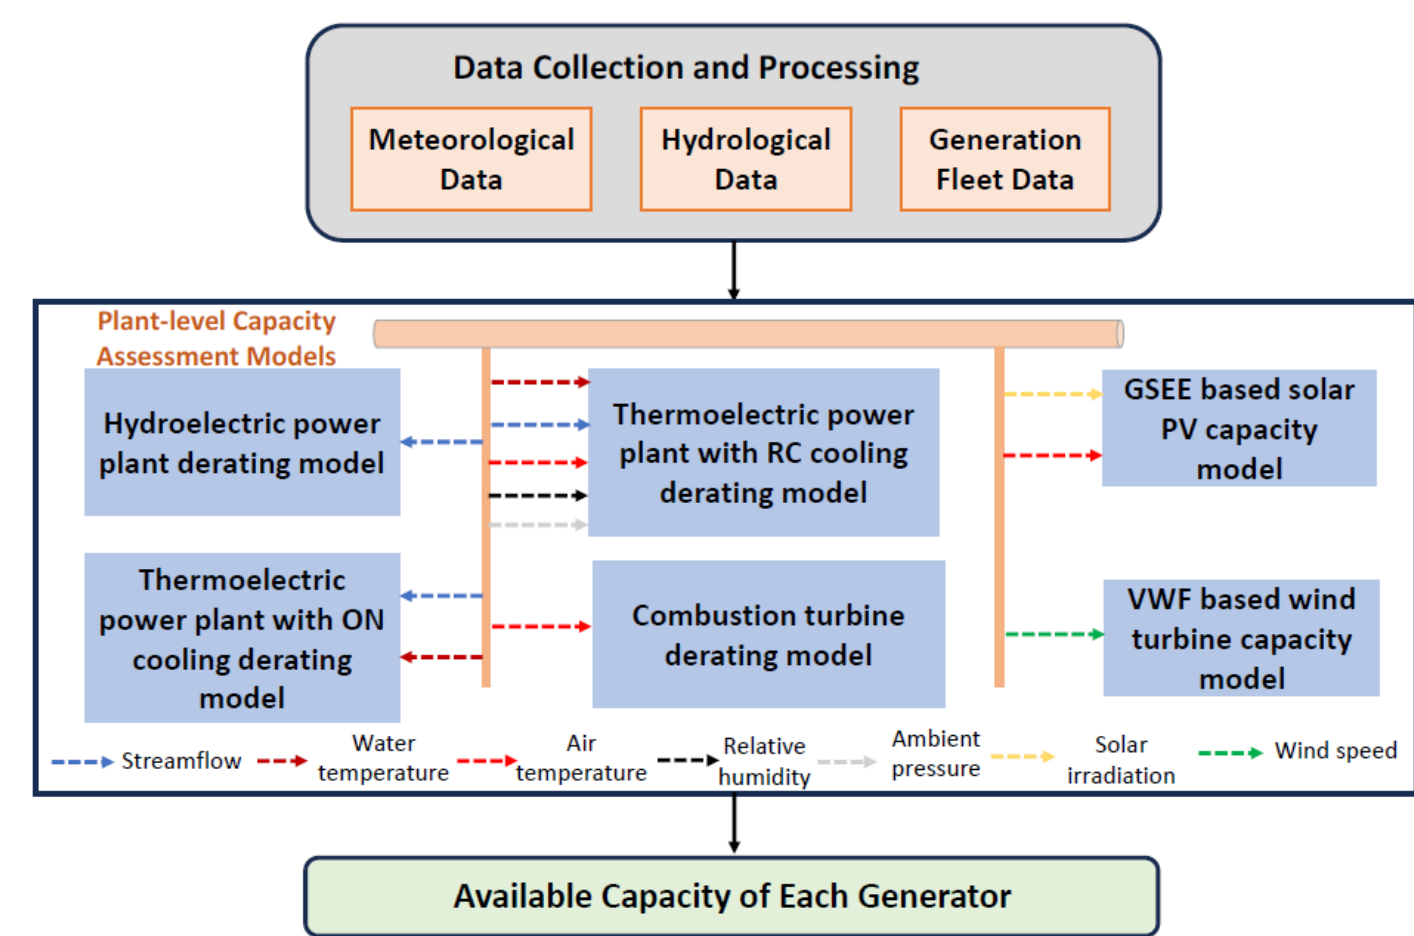 Data Collection and Processing
Meteorological
Data
Hydrological
Data
Generation
Fleet Data
Plant-level Capacity
Assessment Models
Hydroelectric power
plant derating model
Thermoelectric power
plant with RC cooling
derating model
GSEE based solar
PV capacity
model
Thermoelectric
power plant with ON
cooling derating
model
Combustion turbine
derating model
VWF based wind
turbine capacity
model
Streamflow
Water
temperature
Air
temperature
Relative
humidity
Ambient
pressure
Solar
irradiation
Wind speed
Available Capacity of Each Generator